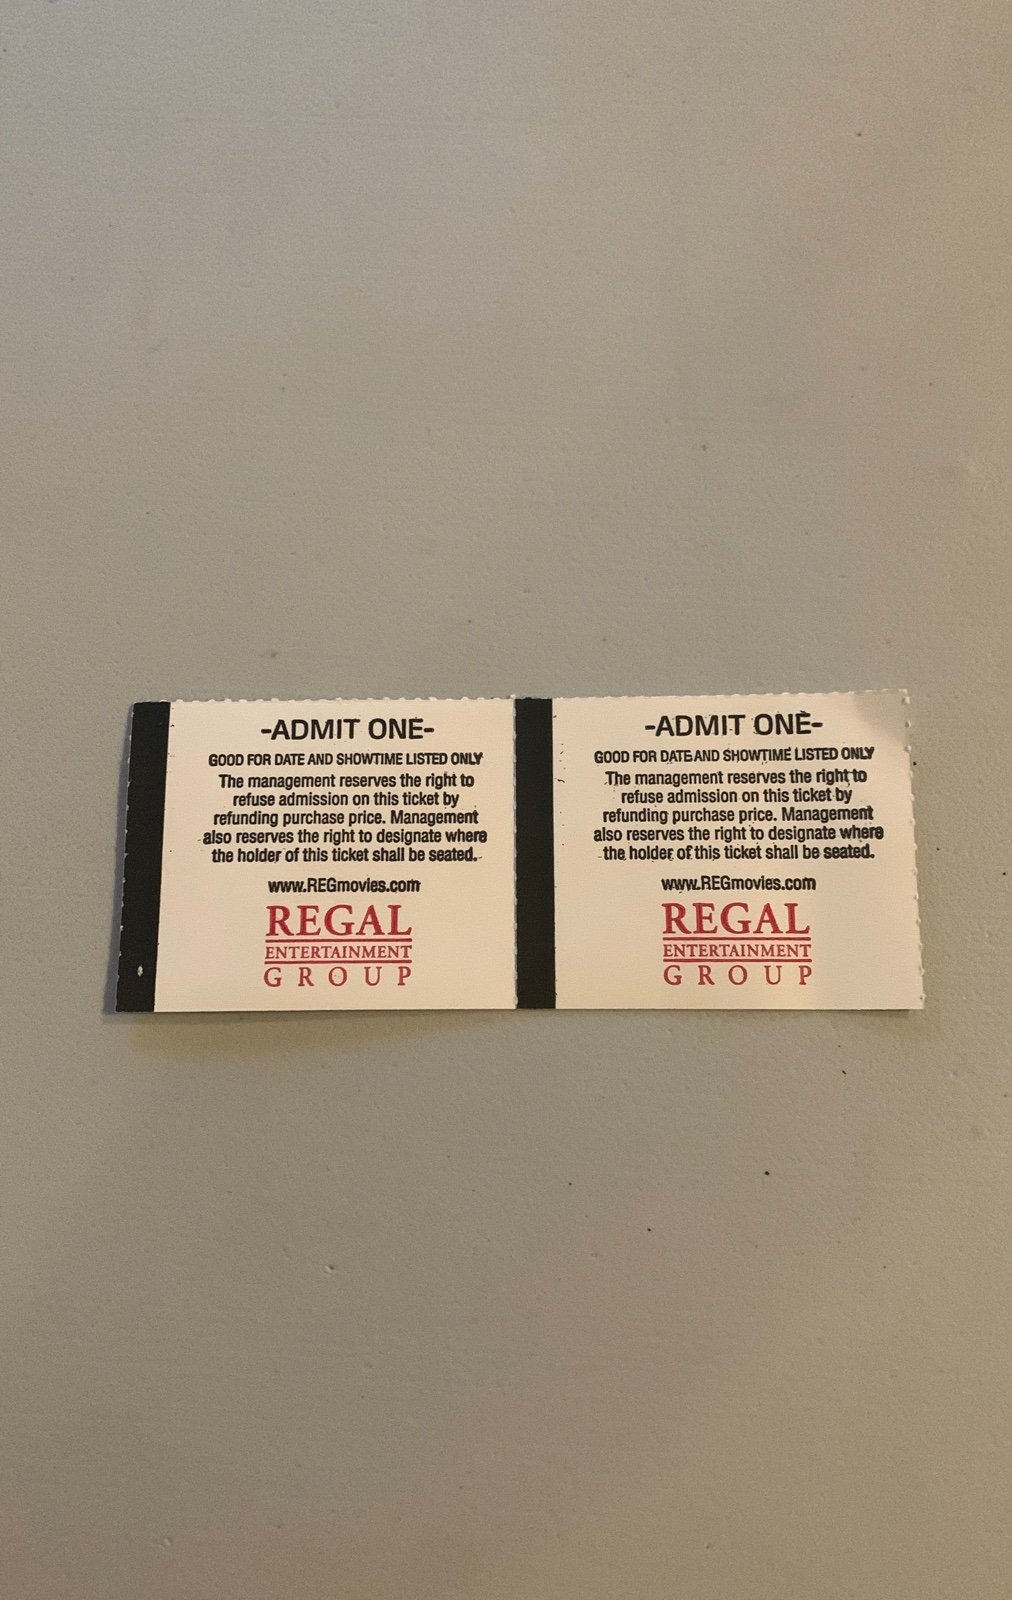 -ADMIT ONE-
GOOD FOR DATE AND SHOWTIME LISTED ONLY
The management reserves the right to
refuse admission on this ticket by
refunding purchase price. Management
also reserves the right to designate where
the holder of this ticket shall be seated.
www.REGmovies.com
REGAL
ENTERTAINMENT
GROUP
-ADMIT ONE-
GOOD FOR DATE AND SHOWTIME LISTED ONLY
The management reserves the right to
refuse admission on this ticket by
refunding purchase price. Management
also reserves the right to designate where
the holder of this ticket shall be seated.
www.REGmovies.com
REGAL
ENTERTAINMENT
GROUP